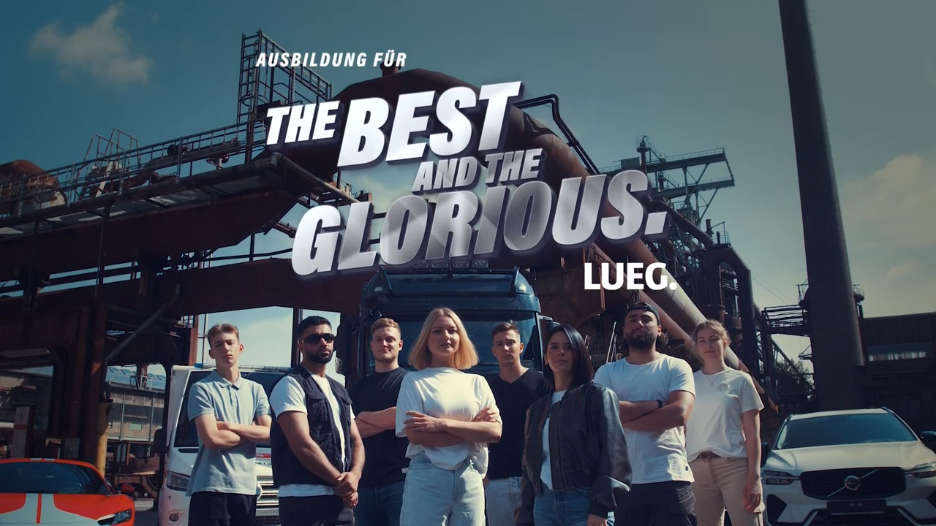 AUSBILDUNG FÜR
THE BEST
AND THE
GLORIOUS.
LUEG.